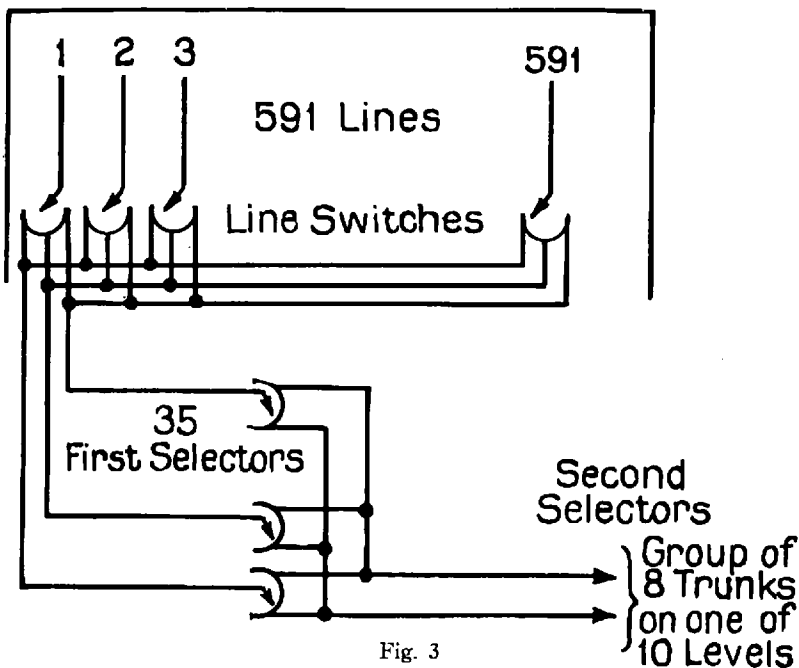 1 2 3 591
591 Lines
Line Switches
35
First Selectors
Second
Selectors
Group of
8 Trunks
on one of
10 Levels
Fig. 3